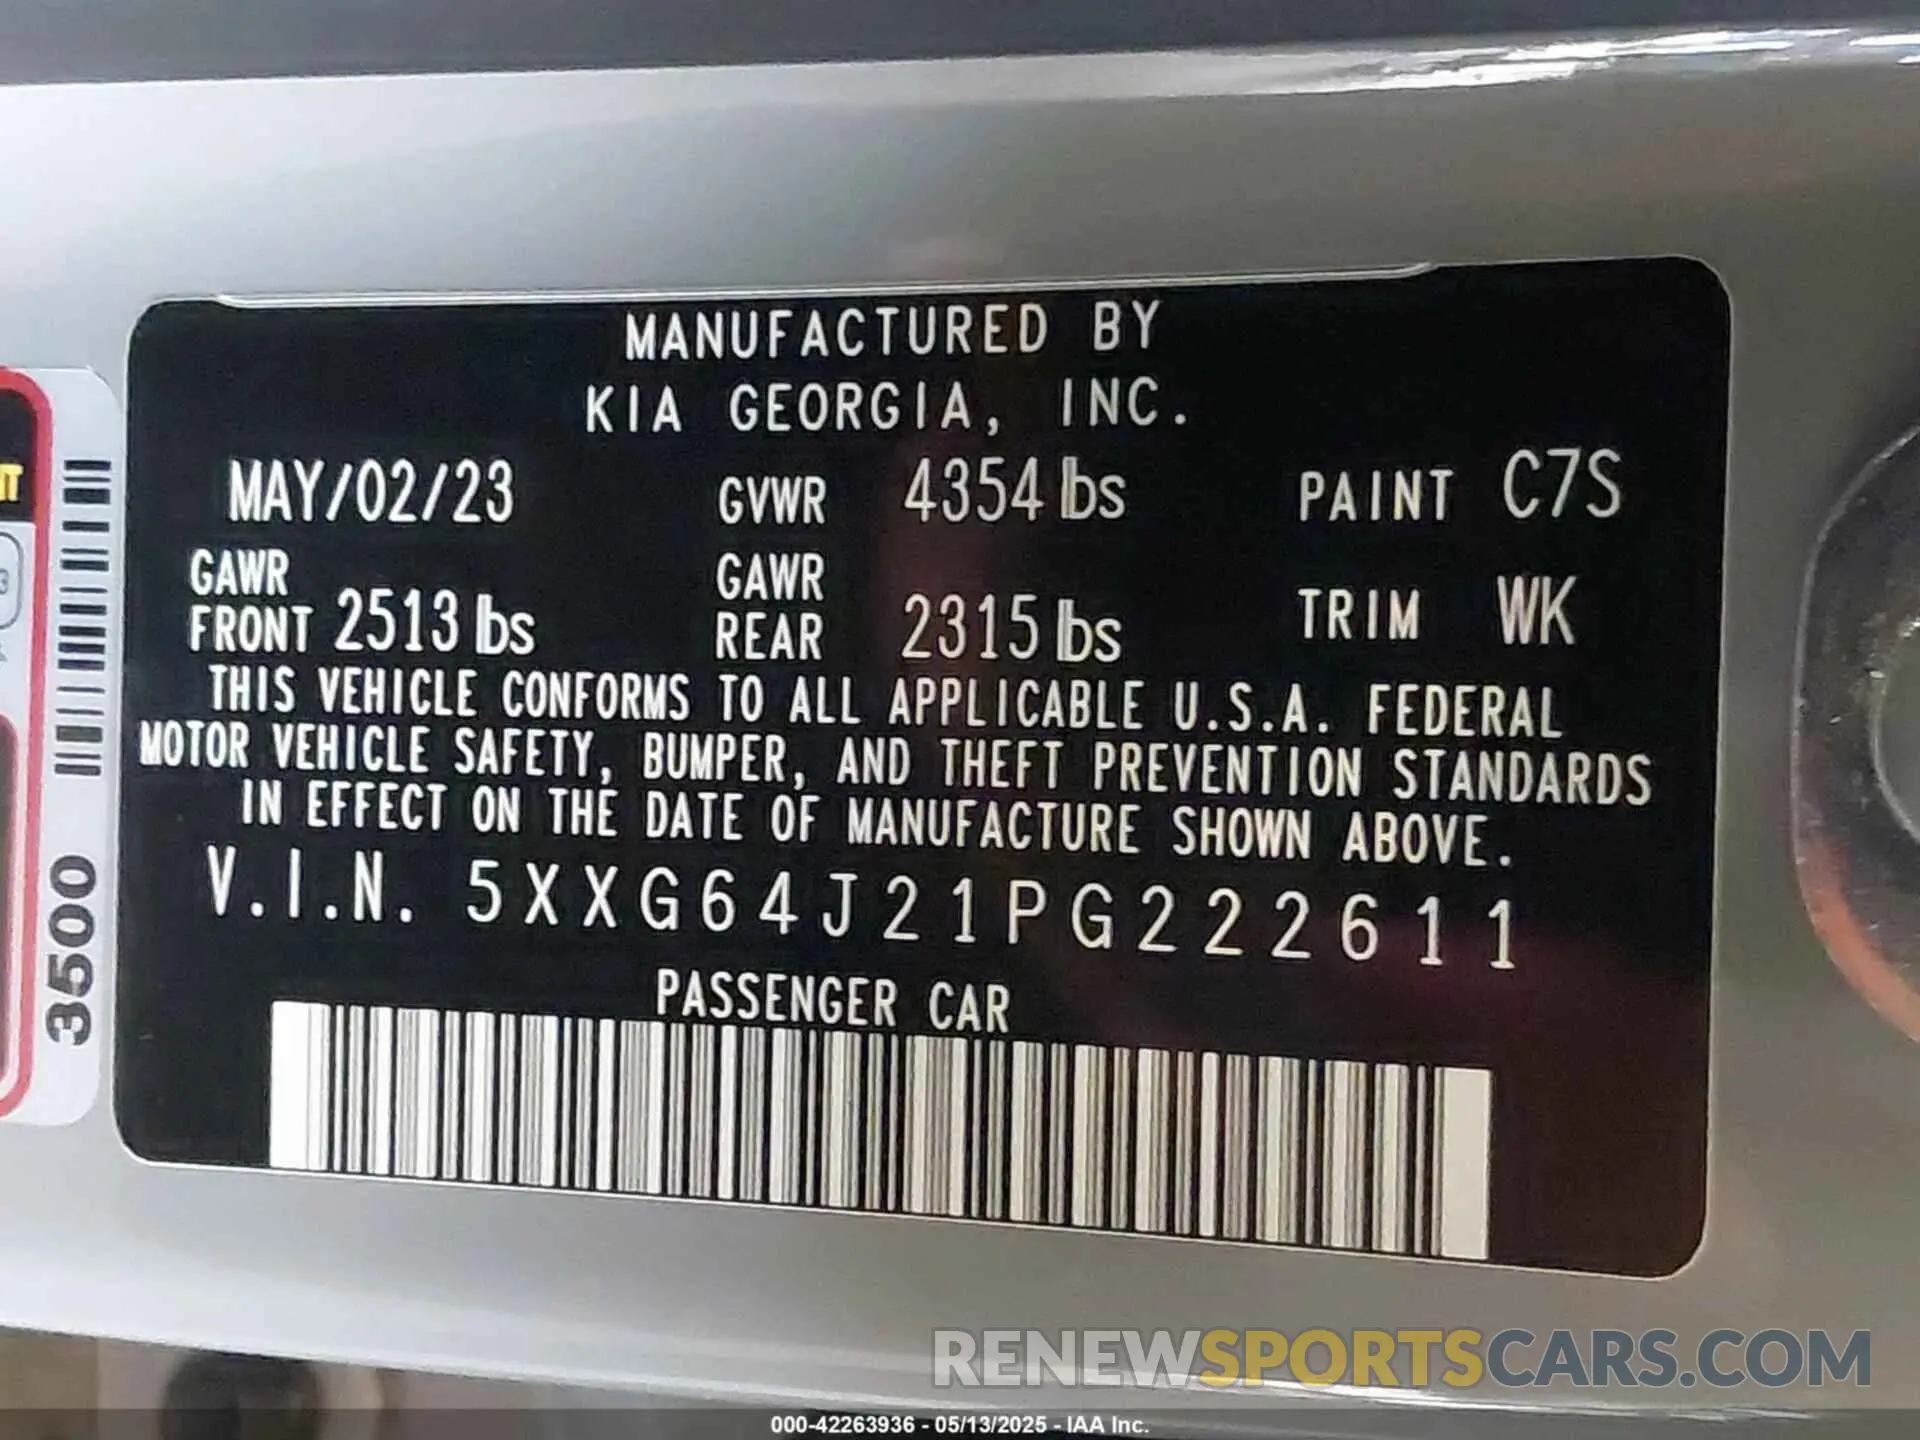 MANUFACTURED BY
KIA GEORGIA, INC.
MAY/02/23 GVWR 4354 lbs PAINT C7S
GAWR FRONT 2513 lbs GAWR REAR 2315 lbs TRIM WK
THIS VEHICLE CONFORMS TO ALL APPLICABLE U.S.A. FEDERAL
MOTOR VEHICLE SAFETY, BUMPER, AND THEFT PREVENTION STANDARDS
IN EFFECT ON THE DATE OF MANUFACTURE SHOWN ABOVE.
V.I.N. 5XXG64J21PG222611
PASSENGER CAR
3500
RENEWSPORTSCARS.COM
000-42263936 - 05/13/2025 - IAA Inc.